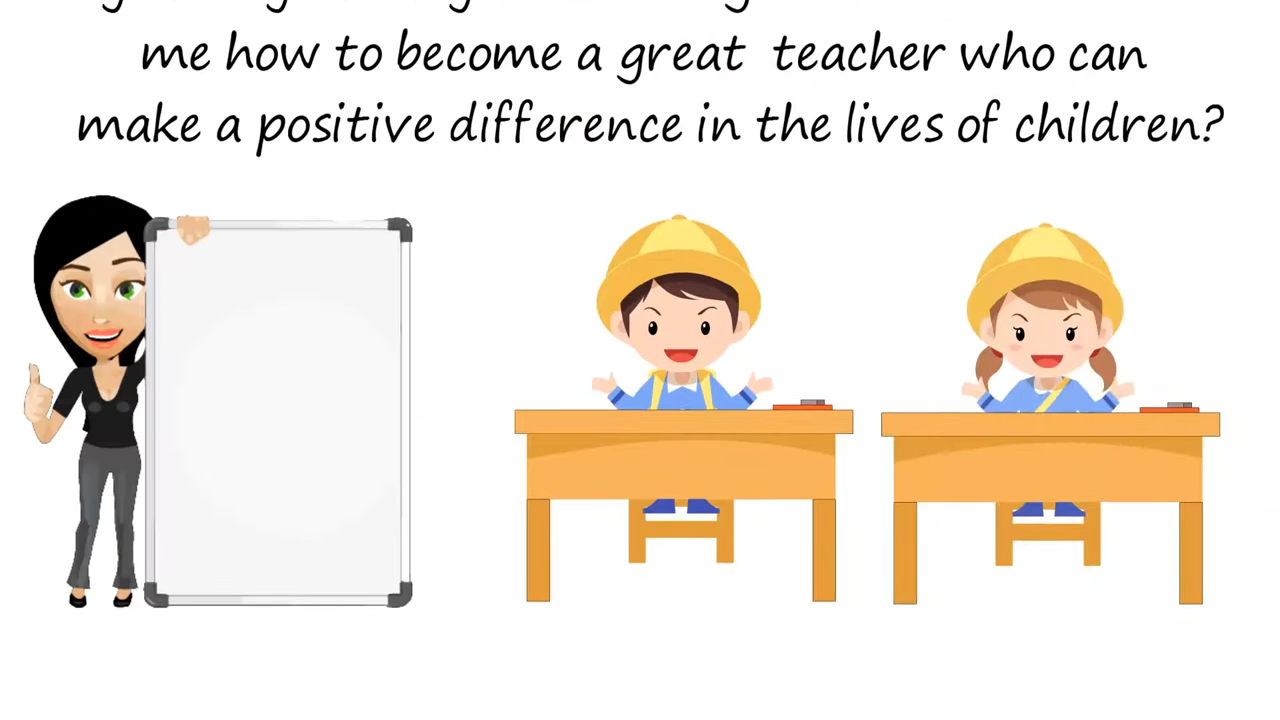 me how to become a great teacher who can
make a positive difference in the lives of children?